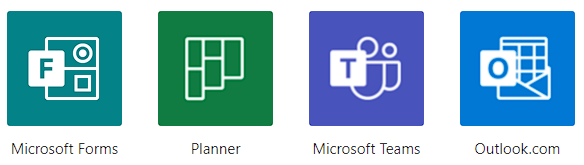 F
T
O
Microsoft Forms
Planner
Microsoft Teams
Outlook.com